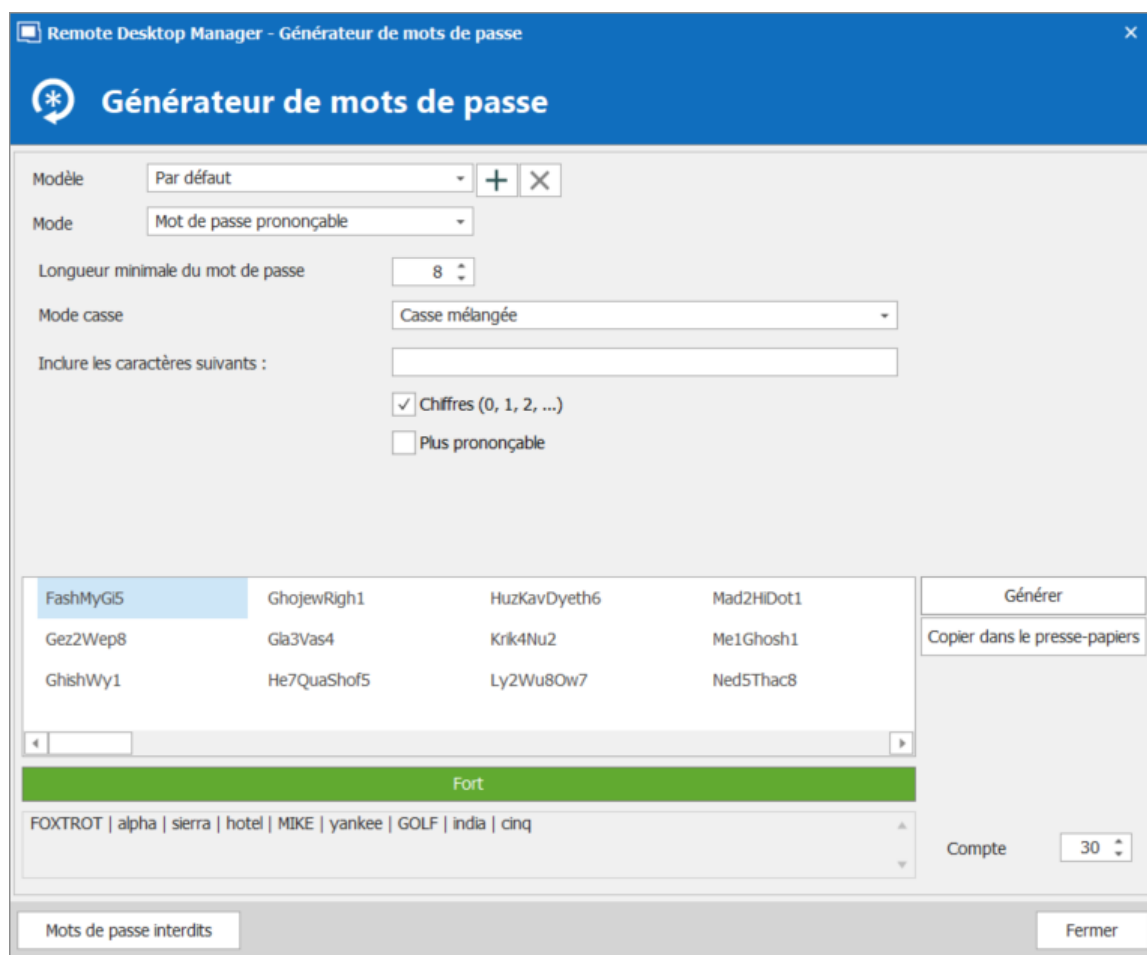 Remote Desktop Manager - Générateur de mots de passe
Générateur de mots de passe
Modèle Par défaut
Mode Mot de passe prononçable
Longueur minimale du mot de passe 8
Mode casse Casse mélangée
Inclure les caractères suivants :
Chiffres (0, 1, 2, ...)
Plus prononçable
FashMyGi5 GhojewRigh1 HuzKavDyeth6 Mad2HiDot1 Générer
Gez2Wep8 Gla3Vas4 Krik4Nu2 Me1Ghosh1 Copier dans le presse-papiers
GhishWy1 He7QuaShof5 Ly2Wu8Ow7 Ned5Thac8
Fort
FOXTROT | alpha | sierra | hotel | MIKE | yankee | GOLF | india | cinq
Compte 30
Mots de passe interdits Fermer